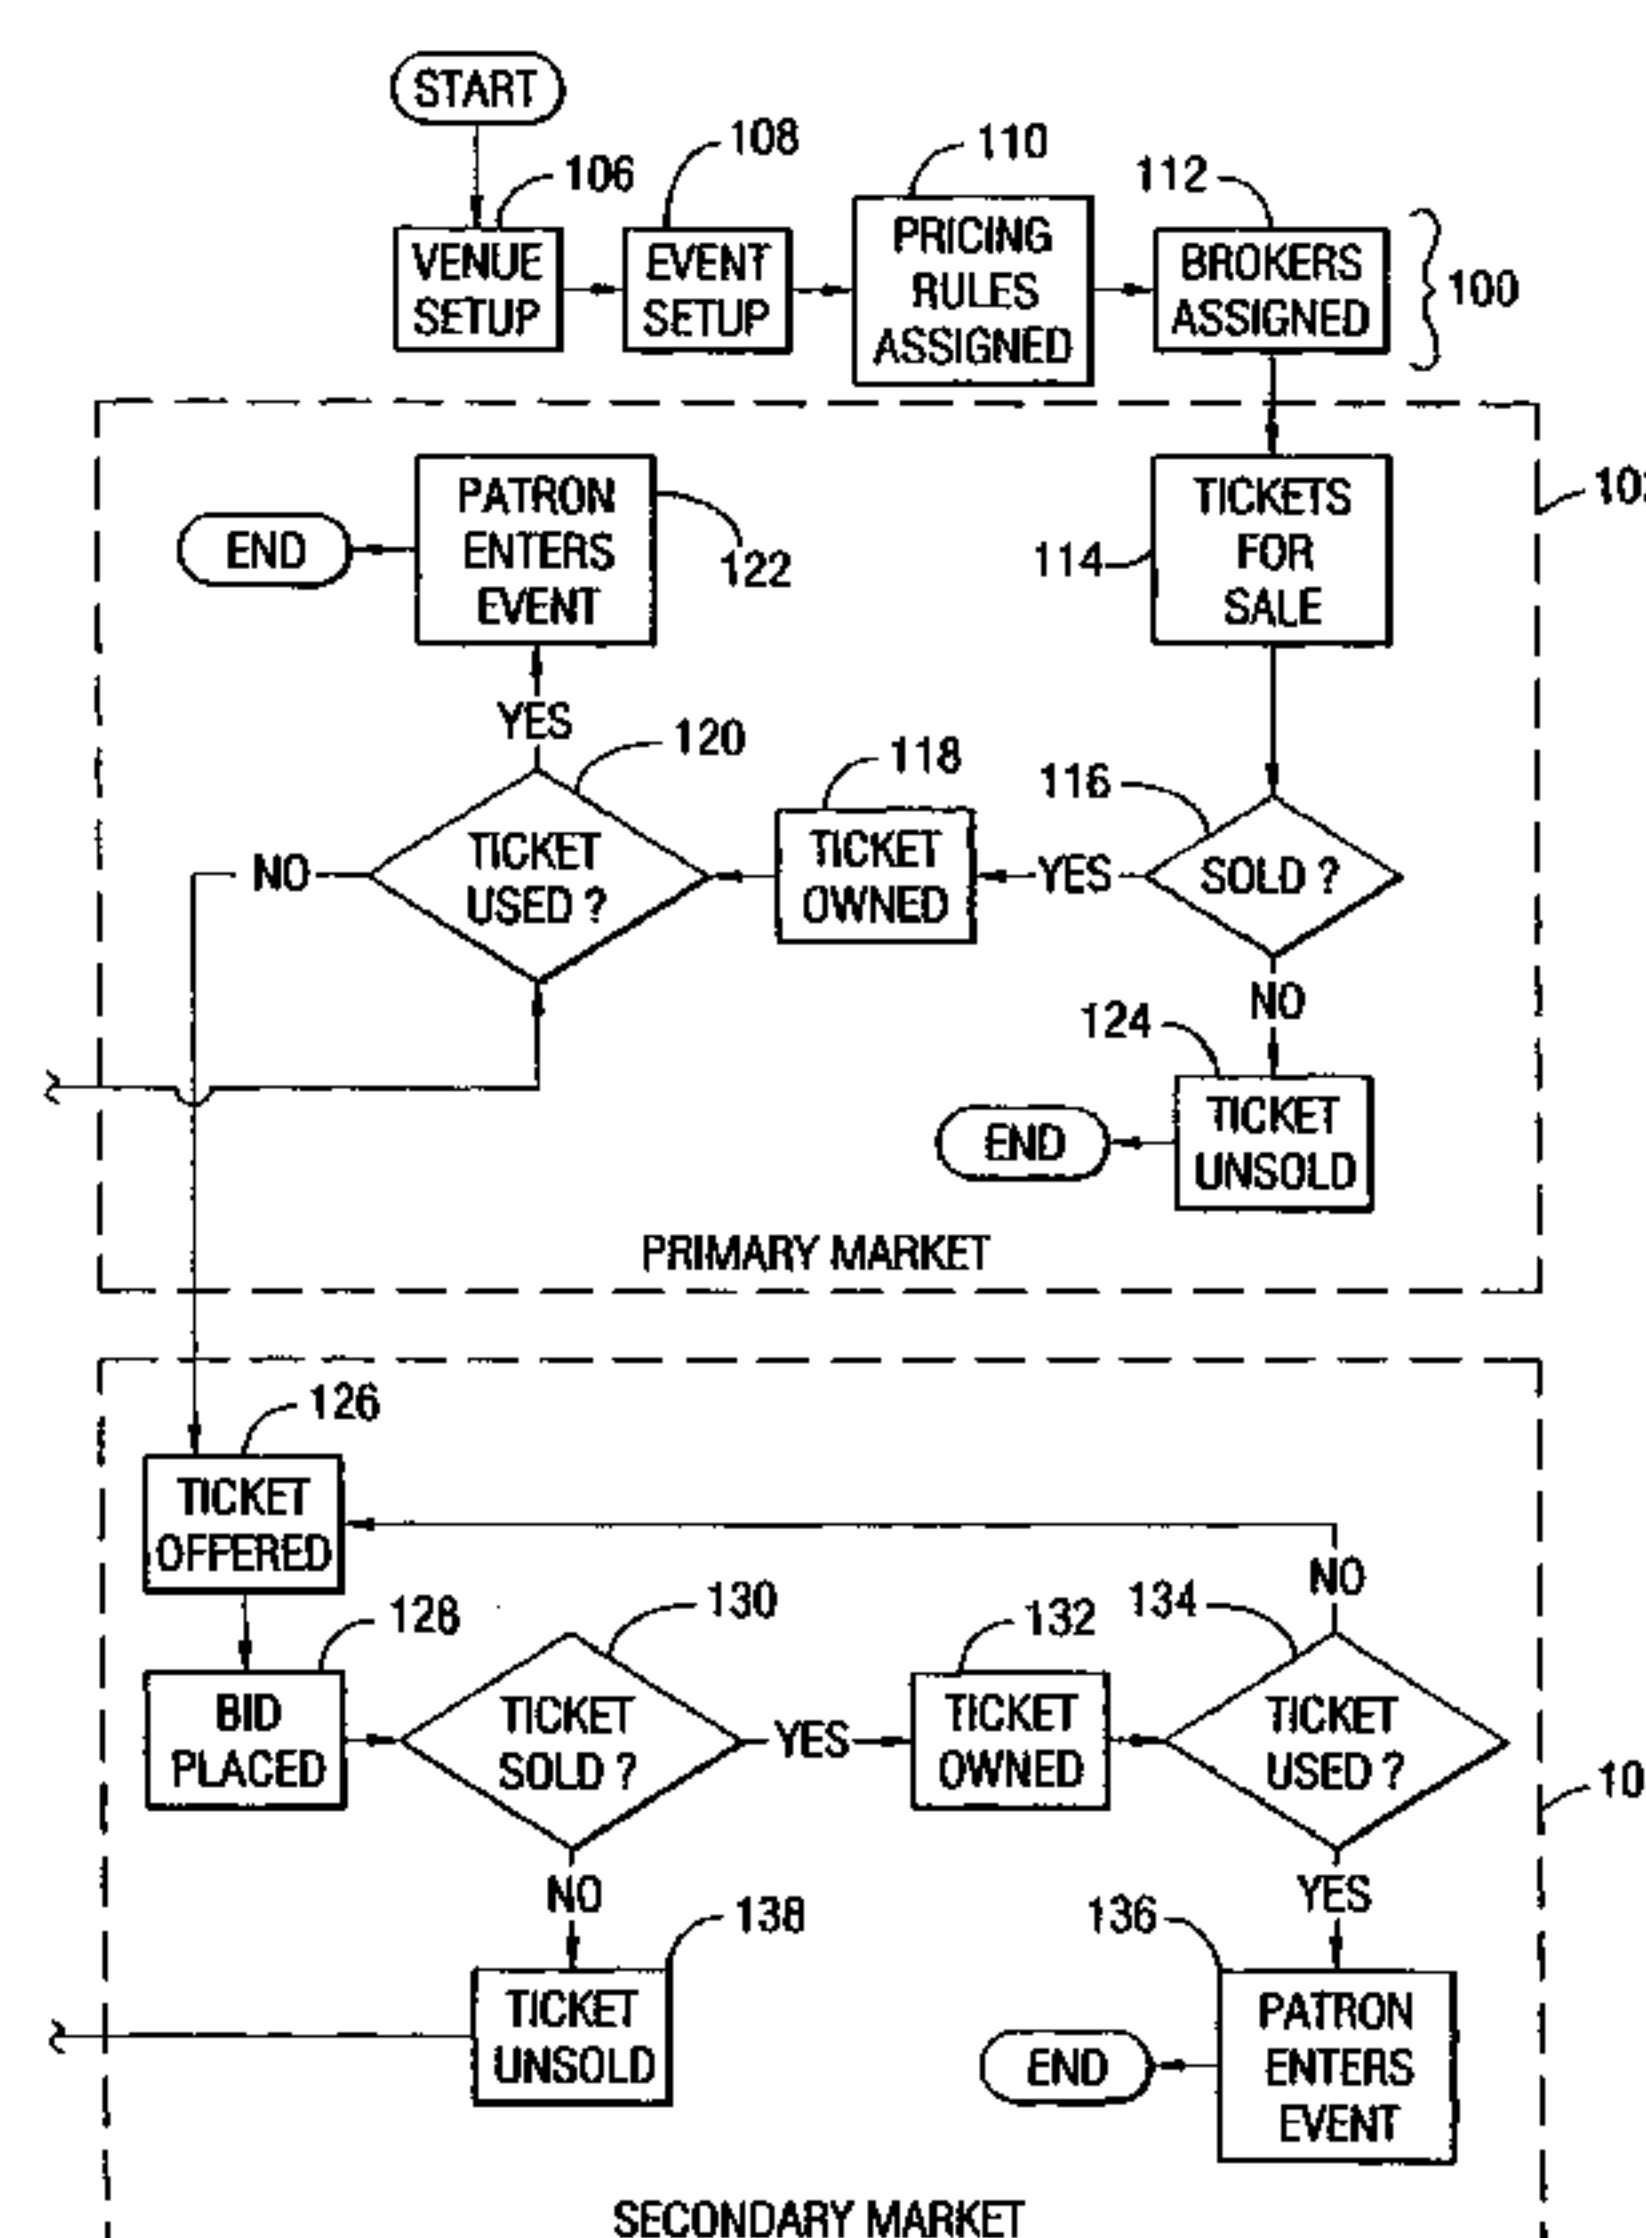 START
106
108
110
112
VENUE
SETUP
EVENT
SETUP
PRICING
RULES
ASSIGNED
BROKERS
ASSIGNED
100
PATRON
ENTERS
EVENT
122
END
TICKETS
FOR
SALE
114
YES
120
118
116
NO
TICKET
USED ?
TICKET
OWNED
YES
SOLD ?
NO
124
TICKET
UNSOLD
END
PRIMARY MARKET
126
TICKET
OFFERED
NO
128
130
132
134
BID
PLACED
TICKET
SOLD ?
YES
TICKET
OWNED
TICKET
USED ?
10
NO
YES
138
136
TICKET
UNSOLD
END
PATRON
ENTERS
EVENT
SECONDARY MARKET